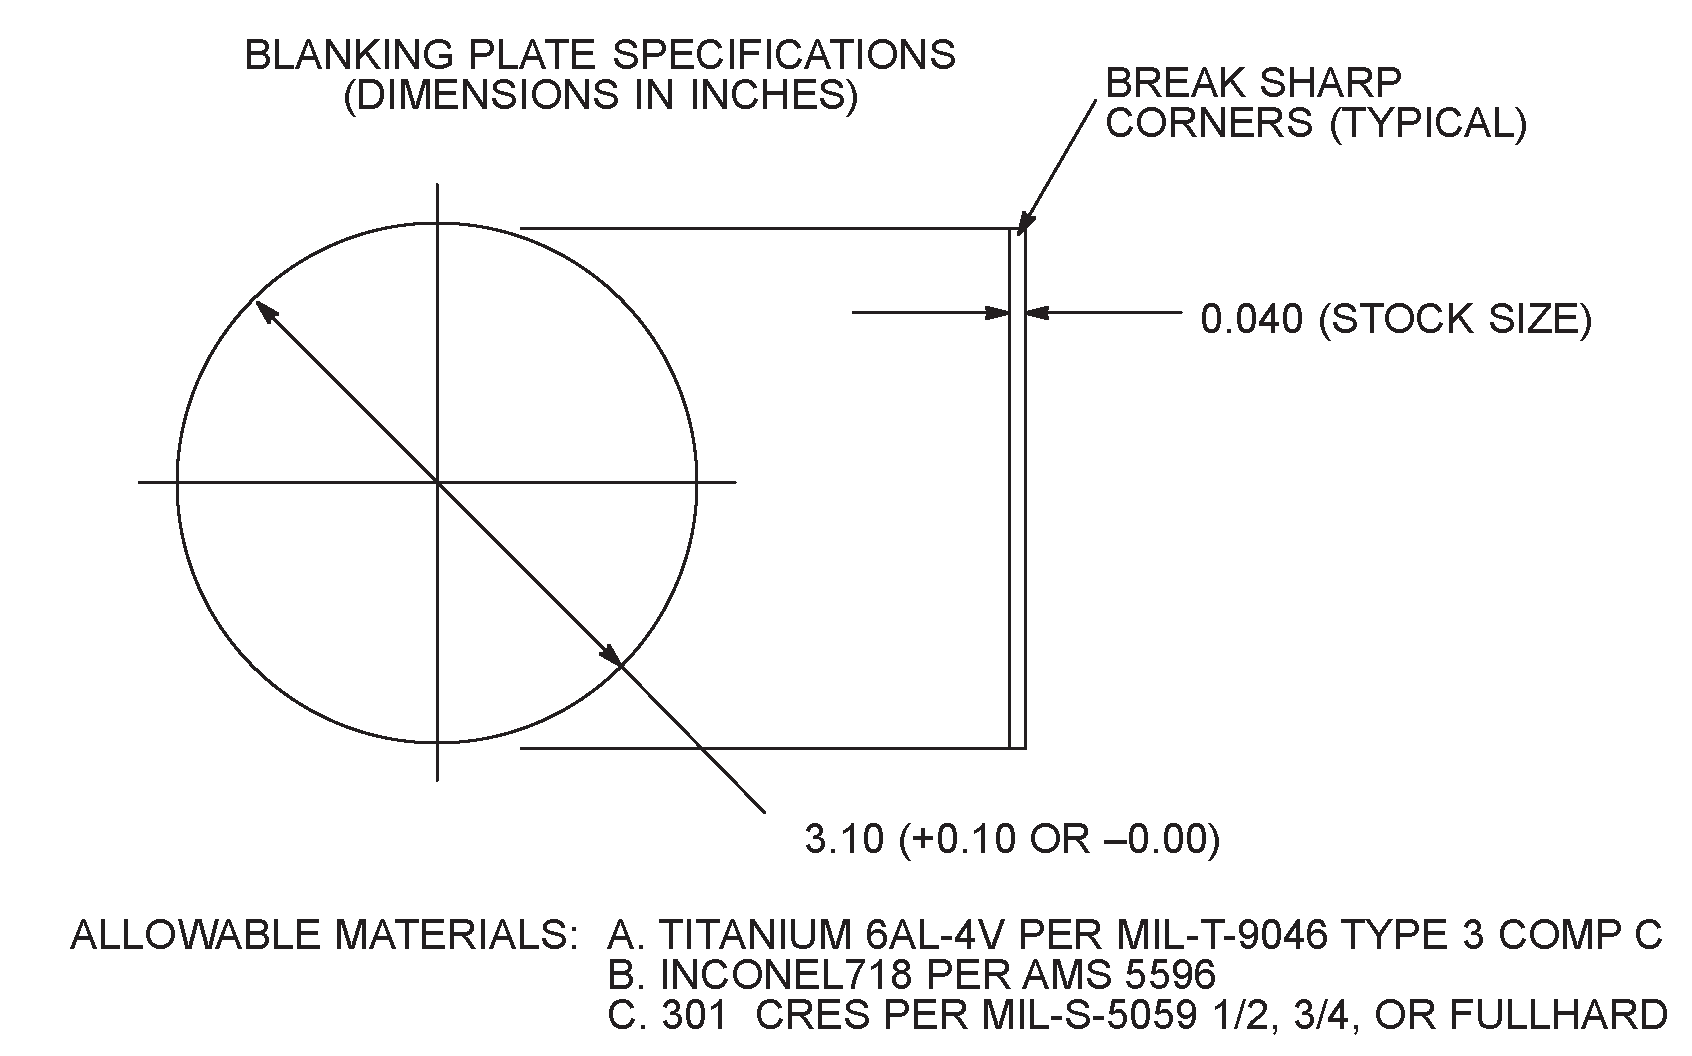 BLANKING PLATE SPECIFICATIONS
(DIMENSIONS IN INCHES)
BREAK SHARP
CORNERS (TYPICAL)
0.040 (STOCK SIZE)
3.10 (+0.10 OR –0.00)
ALLOWABLE MATERIALS: A. TITANIUM 6AL-4V PER MIL-T-9046 TYPE 3 COMP C
B. INCONEL718 PER AMS 5596
C. 301 CRES PER MIL-S-5059 1/2, 3/4, OR FULLHARD